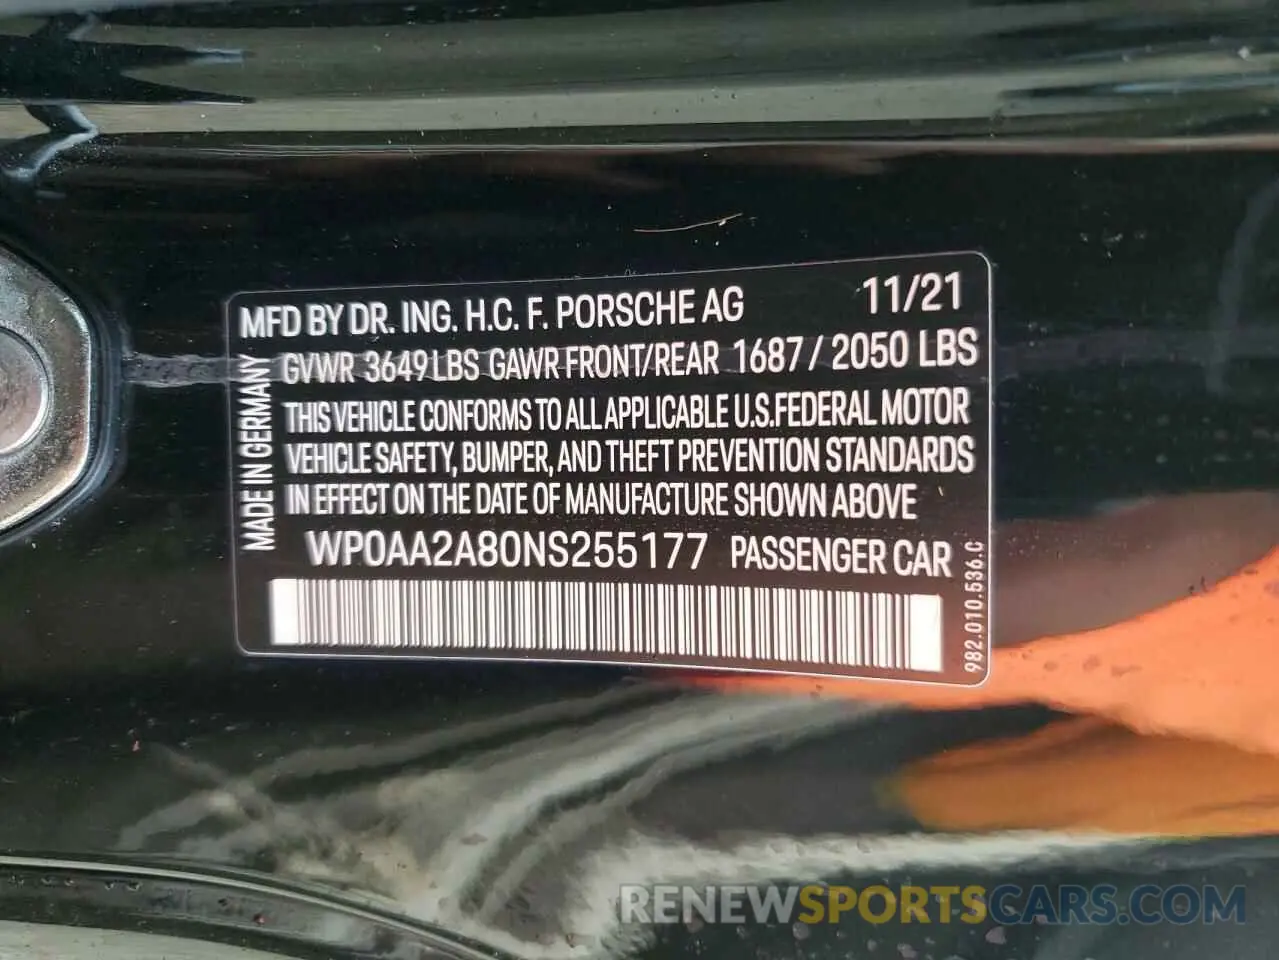 MFD BY DR. ING. H.C. F. PORSCHE AG 11/21
GVWR 3649 LBS GAWR FRONT/REAR 1687 / 2050 LBS
MADE IN GERMANY
THIS VEHICLE CONFORMS TO ALL APPLICABLE U.S.FEDERAL MOTOR
VEHICLE SAFETY, BUMPER, AND THEFT PREVENTION STANDARDS
IN EFFECT ON THE DATE OF MANUFACTURE SHOWN ABOVE
WP0AA2A80NS255177 PASSENGER CAR
982.010.536.C
RENEWSPORTSCARS.COM